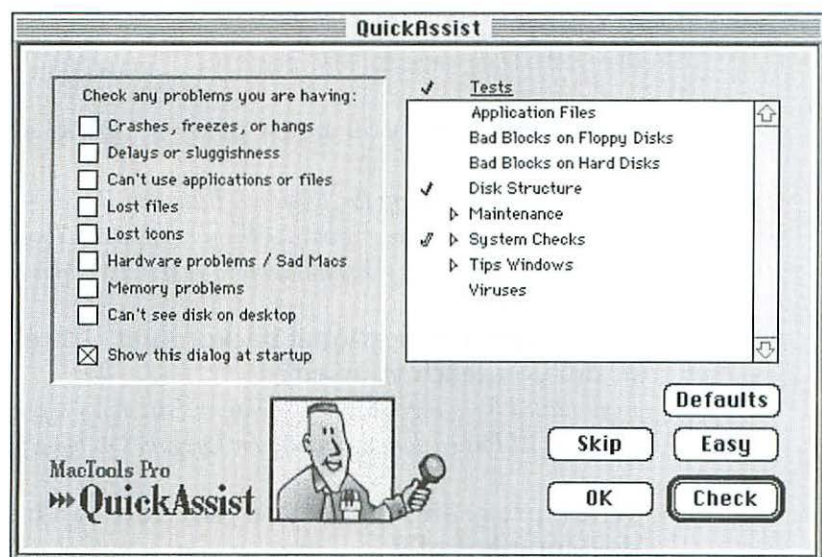 QuickAssist
Check any problems you are having:
Crashes, freezes, or hangs
Delays or sluggishness
Can't use applications or files
Lost files
Lost icons
Hardware problems / Sad Macs
Memory problems
Can't see disk on desktop
Show this dialog at startup
Tests
Application Files
Bad Blocks on Floppy Disks
Bad Blocks on Hard Disks
Disk Structure
Maintenance
System Checks
Tips Windows
Viruses
Defaults
Skip
Easy
OK
Check
MacTools Pro
QuickAssist